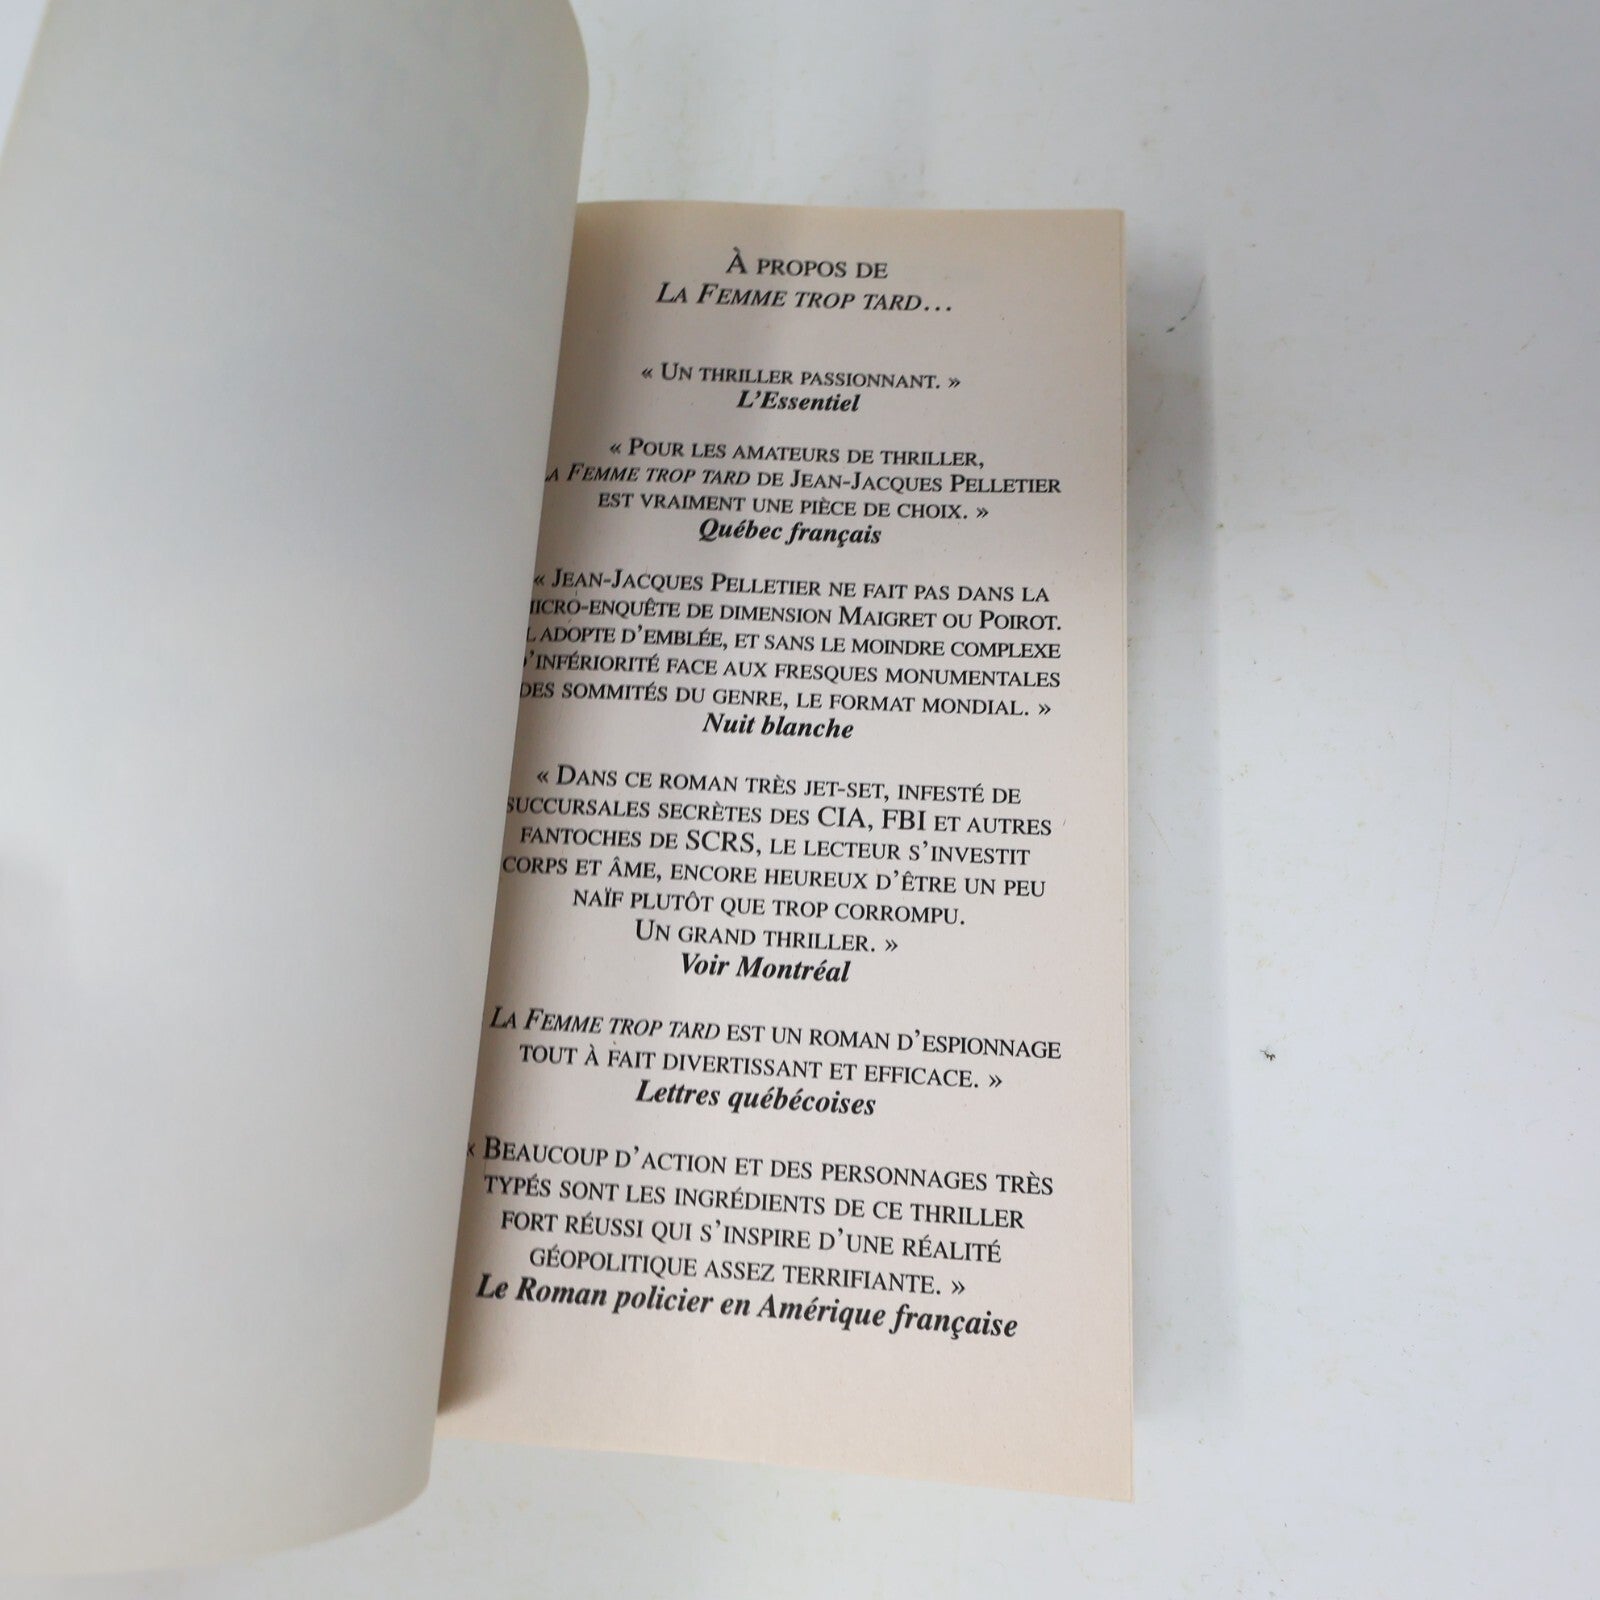 À PROPOS DE
LA FEMME TROP TARD...
« UN THRILLER PASSIONNANT. »
L'Essentiel
« POUR LES AMATEURS DE THRILLER,
LA FEMME TROP TARD DE JEAN-JACQUES PELLETIER
EST VRAIMENT UNE PIÈCE DE CHOIX. »
Québec français
« JEAN-JACQUES PELLETIER NE FAIT PAS DANS LA
MICRO-ENQUÊTE DE DIMENSION MAIGRET OU POIROT.
IL ADOPTE D'EMBLÉE, ET SANS LE MOINDRE COMPLEXE
D'INFÉRIORITÉ FACE AUX FRESQUES MONUMENTALES
DES SOMMITÉS DU GENRE, LE FORMAT MONDIAL. »
Nuit blanche
« DANS CE ROMAN TRÈS JET-SET, INFESTÉ DE
SUCCURSALES SECRÈTES DES CIA, FBI ET AUTRES
FANTOCHES DE SCRS, LE LECTEUR S'INVESTIT
CORPS ET ÂME, ENCORE HEUREUX D'ÊTRE UN PEU
NAÏF PLUTÔT QUE TROP CORROMPU.
UN GRAND THRILLER. »
Voir Montréal
LA FEMME TROP TARD EST UN ROMAN D'ESPIONNAGE
TOUT À FAIT DIVERTISSANT ET EFFICACE. »
Lettres québécoises
« BEAUCOUP D'ACTION ET DES PERSONNAGES TRÈS
TYPÉS SONT LES INGRÉDIENTS DE CE THRILLER
FORT RÉUSSI QUI S'INSPIRE D'UNE RÉALITÉ
GÉOPOLITIQUE ASSEZ TERRIFIANTE. »
Le Roman policier en Amérique française